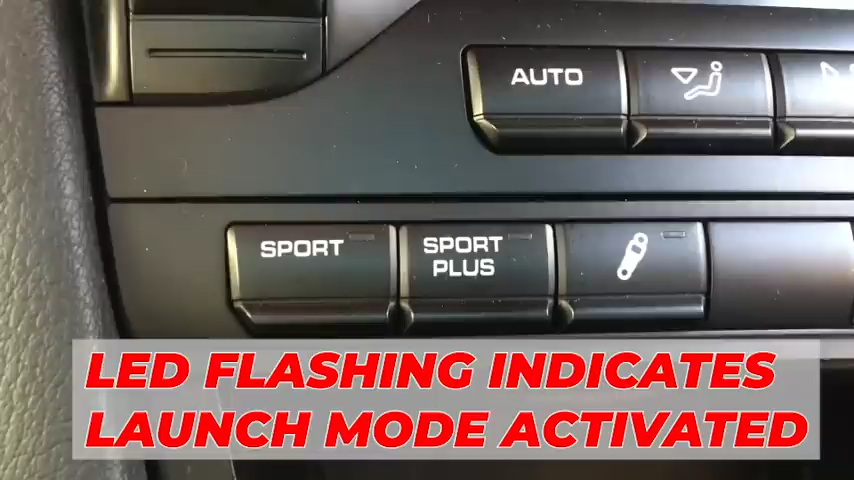 AUTO
SPORT
SPORT
PLUS
LED FLASHING INDICATES
LAUNCH MODE ACTIVATED